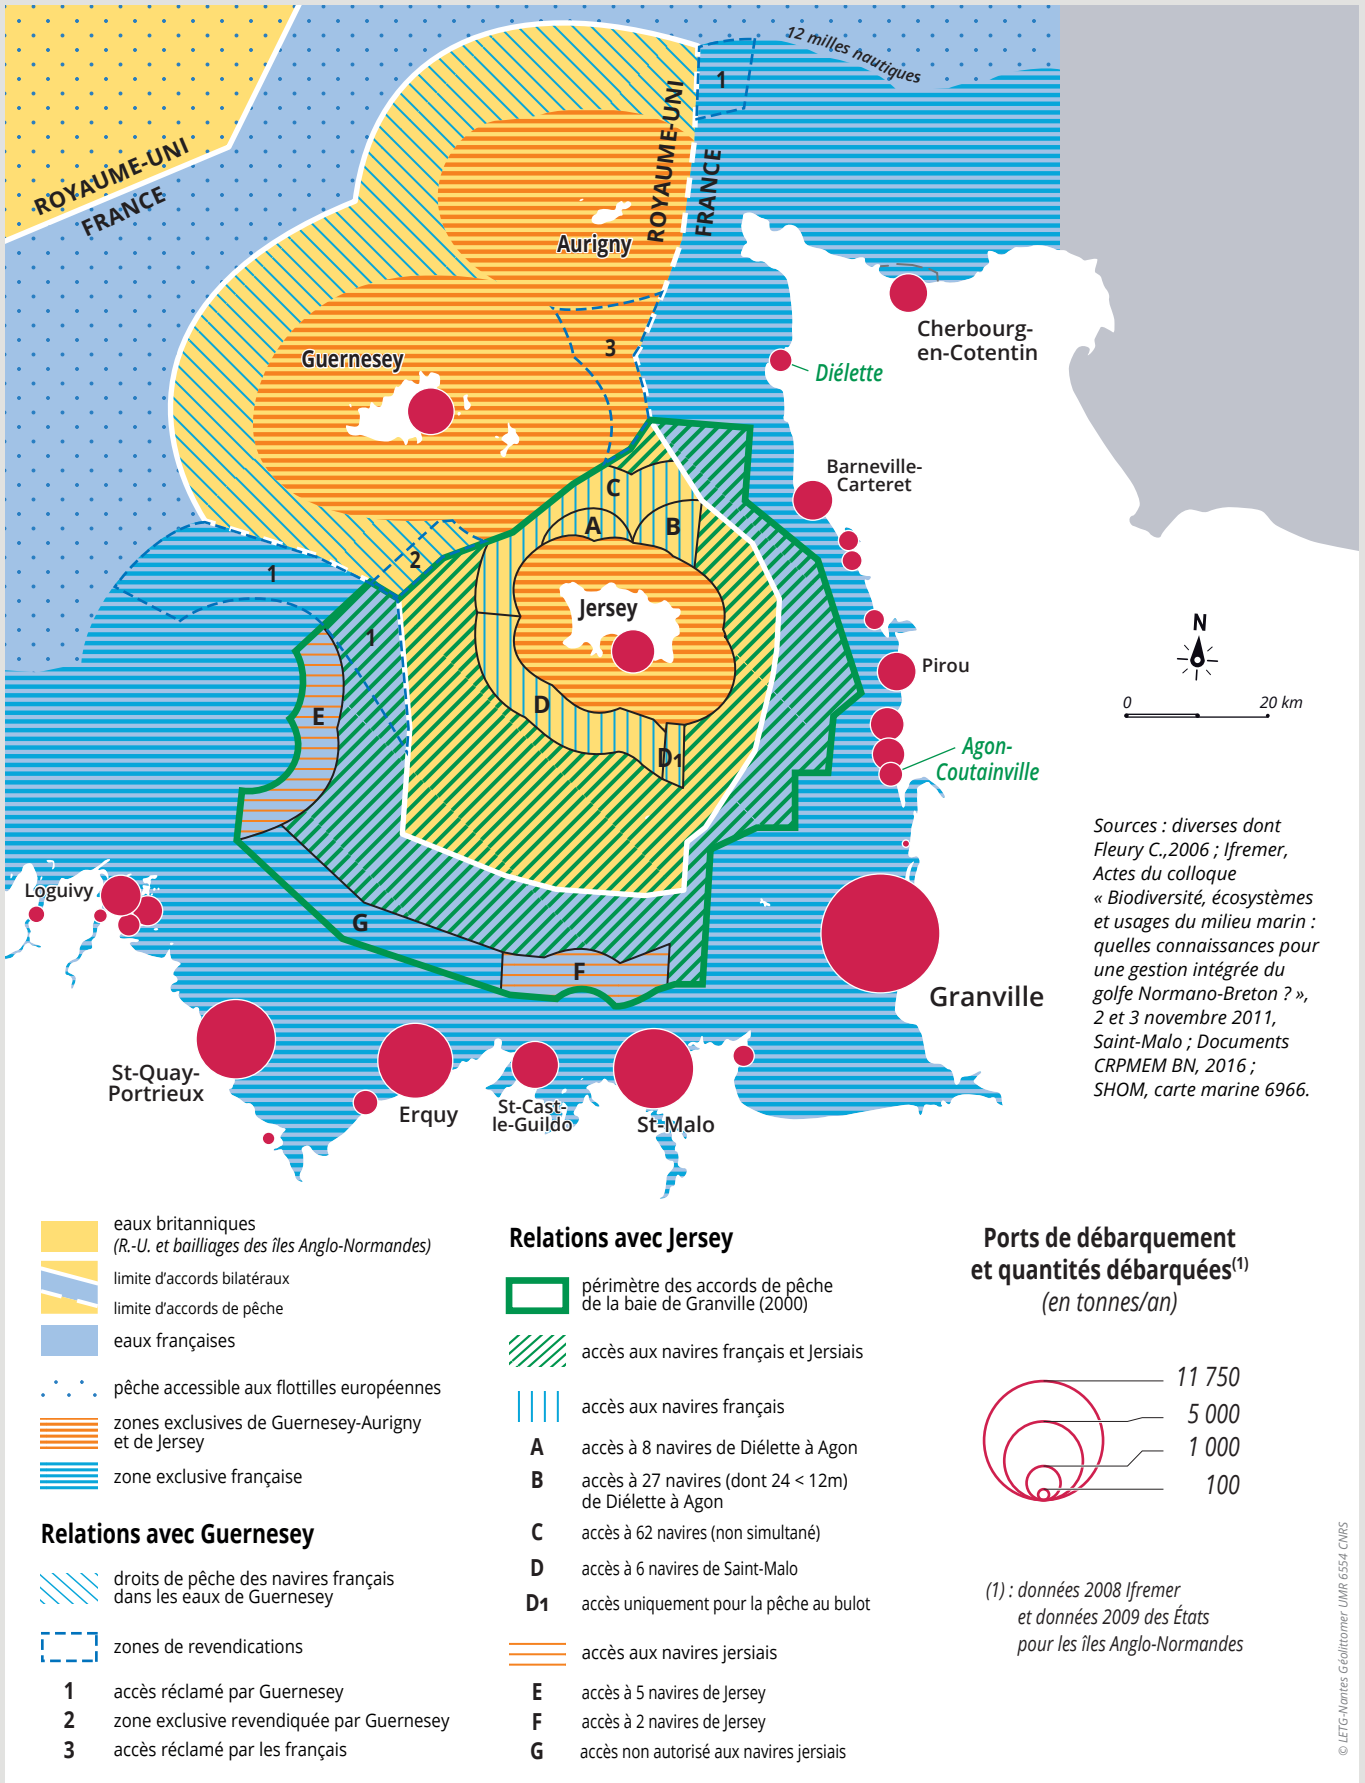 12 milles nautiques
1
ROYAUME-UNI
FRANCE
ROYAUME-UNI
FRANCE
Aurigny
Cherbourg-
en-Cotentin
Guernesey
3
Diélette
Barneville-
Carteret
C
A
B
2
1
1
Jersey
Pirou
N
0
20 km
E
D
D1
Agon-
Coutainville
Loguivy
G
F
Granville
St-Quay-
Portrieux
Erquy
St-Cast-
le-Guildo
St-Malo
Sources : diverses dont
Fleury C.,2006 ; Ifremer,
Actes du colloque
« Biodiversité, écosystèmes
et usages du milieu marin :
quelles connaissances pour
une gestion intégrée du
golfe Normano-Breton ? »,
2 et 3 novembre 2011,
Saint-Malo ; Documents
CRPMEM BN, 2016 ;
SHOM, carte marine 6966.
eaux britanniques
(R.-U. et bailliages des îles Anglo-Normandes)
limite d'accords bilatéraux
limite d'accords de pêche
eaux françaises
pêche accessible aux flottilles européennes
zones exclusives de Guernesey-Aurigny
et de Jersey
zone exclusive française
Relations avec Guernesey
droits de pêche des navires français
dans les eaux de Guernesey
zones de revendications
1 accès réclamé par Guernesey
2 zone exclusive revendiquée par Guernesey
3 accès réclamé par les français
Relations avec Jersey
périmètre des accords de pêche
de la baie de Granville (2000)
accès aux navires français et Jersiais
accès aux navires français
A accès à 8 navires de Diélette à Agon
B accès à 27 navires (dont 24 < 12m)
de Diélette à Agon
C accès à 62 navires (non simultané)
D accès à 6 navires de Saint-Malo
D1 accès uniquement pour la pêche au bulot
accès aux navires jersiais
E accès à 5 navires de Jersey
F accès à 2 navires de Jersey
G accès non autorisé aux navires jersiais
Ports de débarquement
et quantités débarquées(1)
(en tonnes/an)
11 750
5 000
1 000
100
(1) : données 2008 Ifremer
et données 2009 des États
pour les îles Anglo-Normandes
© LETG-Nantes Géolittomer UMR 6554 CNRS